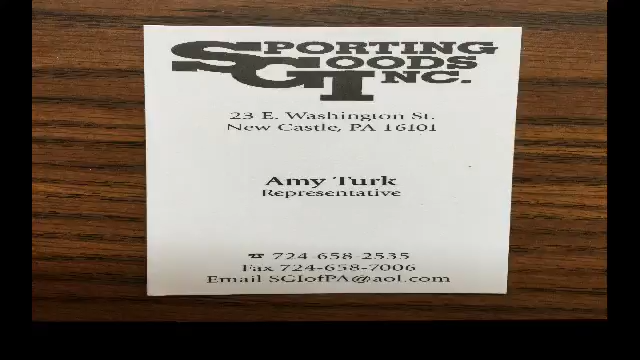 SPORTING
GOODS
INC.
23 E. Washington St.
New Castle, PA 16101
Amy Turk
Representative
☎ 724-658-2535
Fax 724-658-7006
Email SGIofPA@aol.com